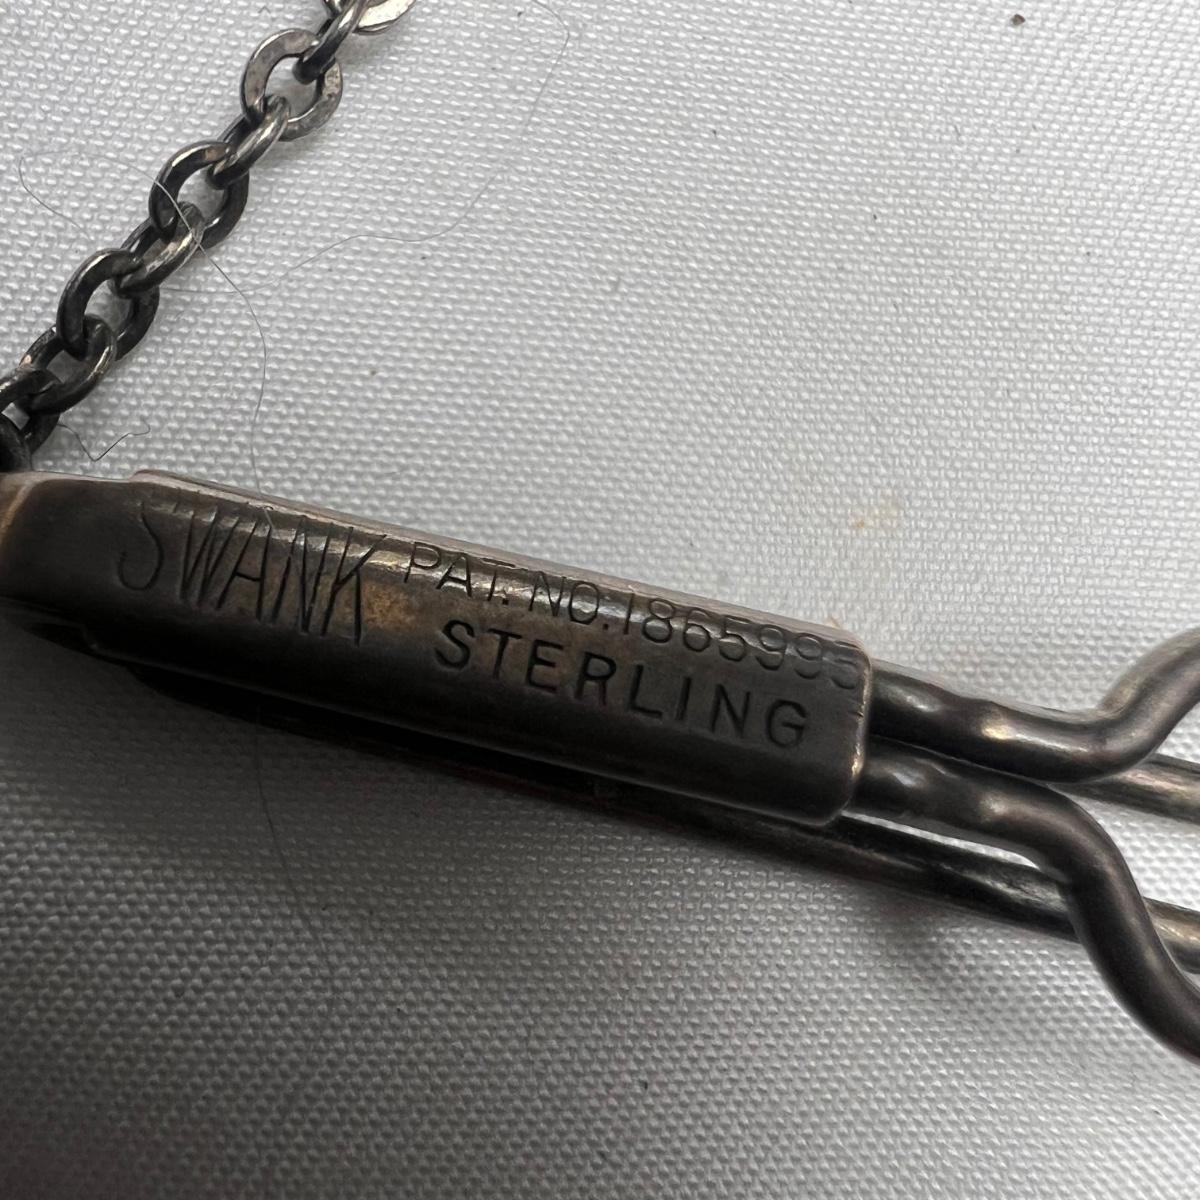 SWANK PAT. NO. 1865995
STERLING